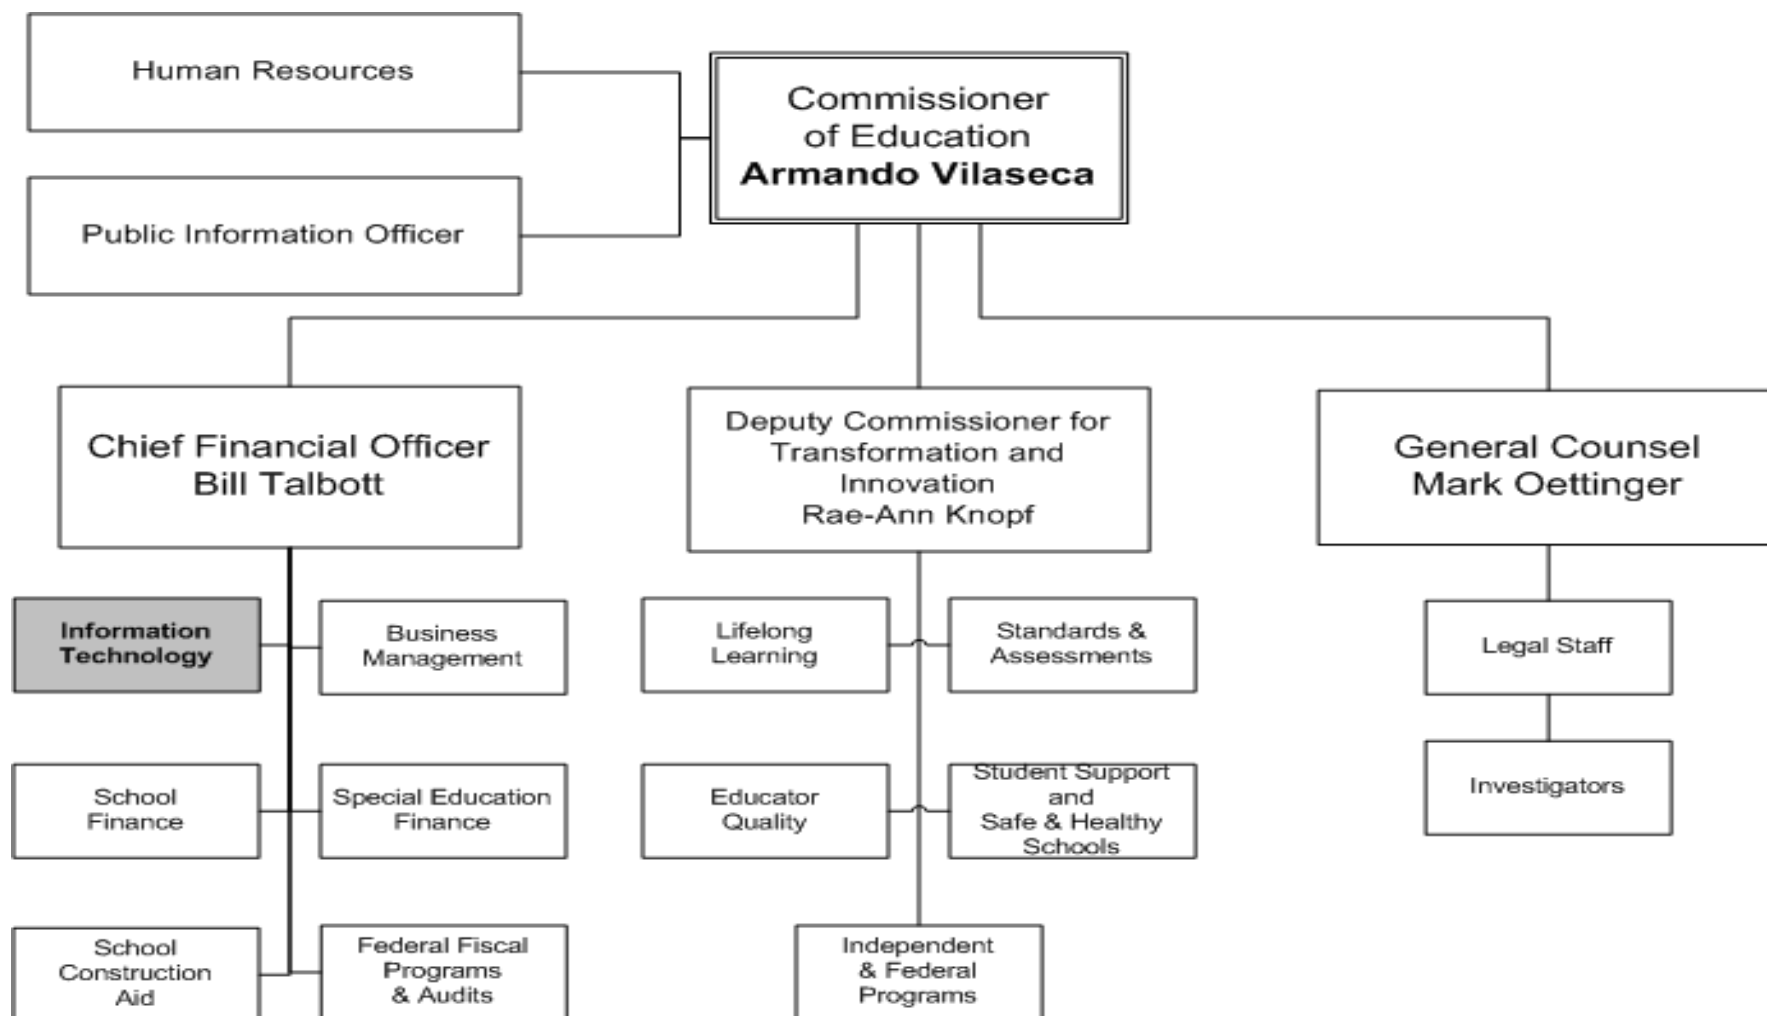 Human Resources
Public Information Officer
Commissioner
of Education
Armando Vilaseca
Chief Financial Officer
Bill Talbott
Deputy Commissioner for
Transformation and
Innovation
Rae-Ann Knopf
General Counsel
Mark Oettinger
Information
Technology
Business
Management
Lifelong
Learning
Standards &
Assessments
Legal Staff
School
Finance
Special Education
Finance
Educator
Quality
Student Support
and
Safe & Healthy
Schools
Investigators
School
Construction
Aid
Federal Fiscal
Programs
& Audits
Independent
& Federal
Programs